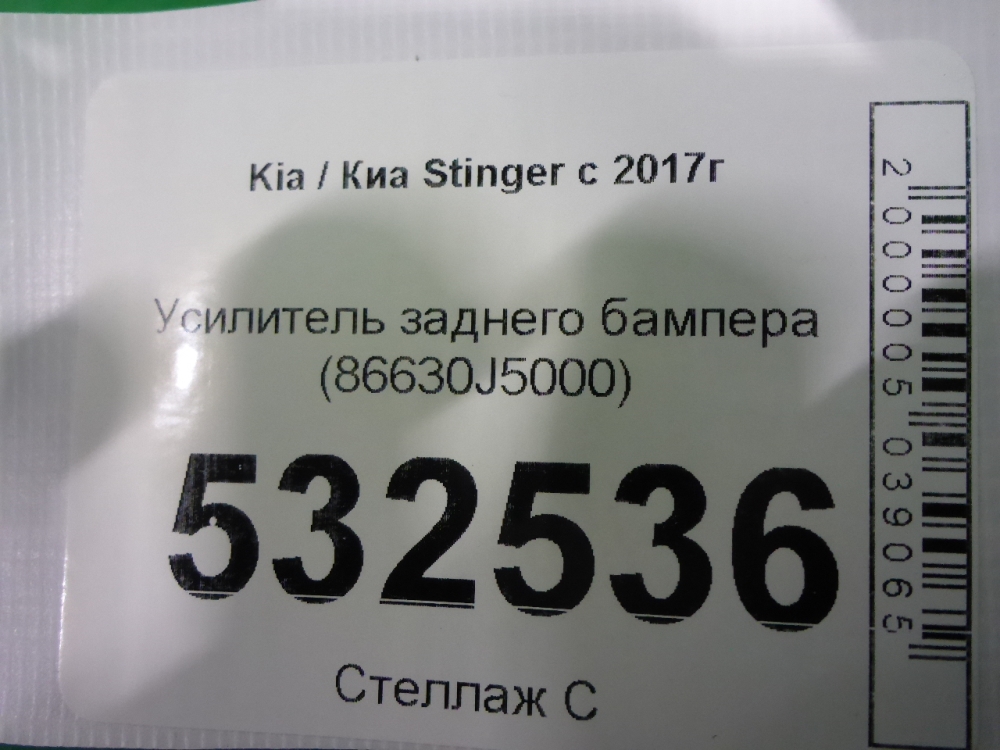 Kia / Киа Stinger с 2017г
Усилитель заднего бампера
(86630J5000)
532536
Стеллаж С
2000005039065